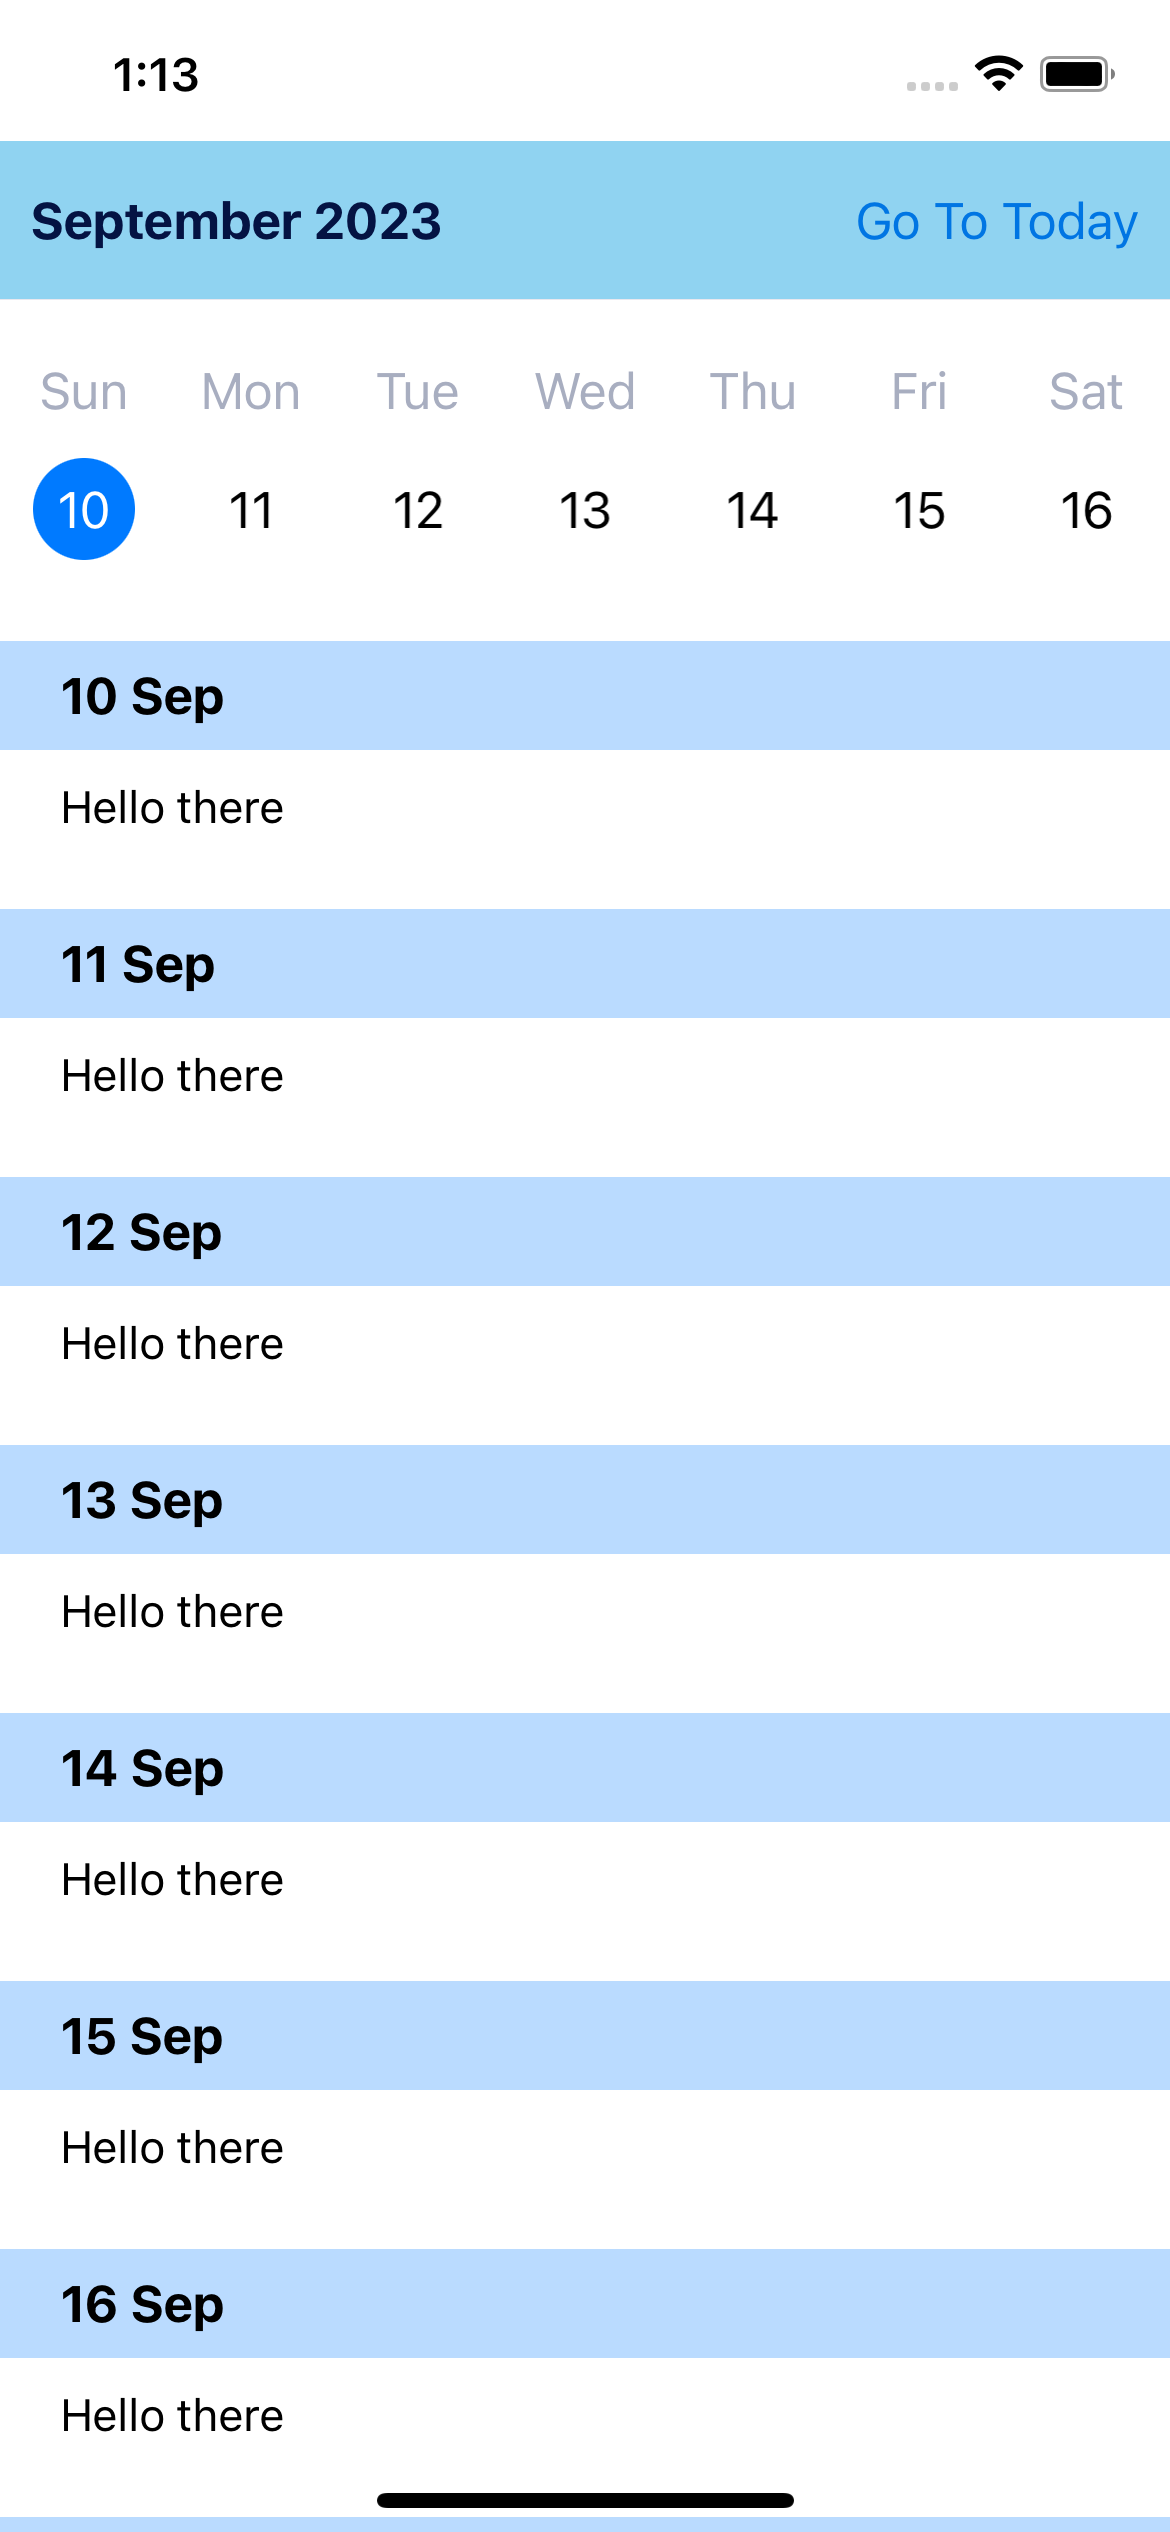 1:13
September 2023 Go To Today
Sun Mon Tue Wed Thu Fri Sat
10 11 12 13 14 15 16
10 Sep
Hello there
11 Sep
Hello there
12 Sep
Hello there
13 Sep
Hello there
14 Sep
Hello there
15 Sep
Hello there
16 Sep
Hello there